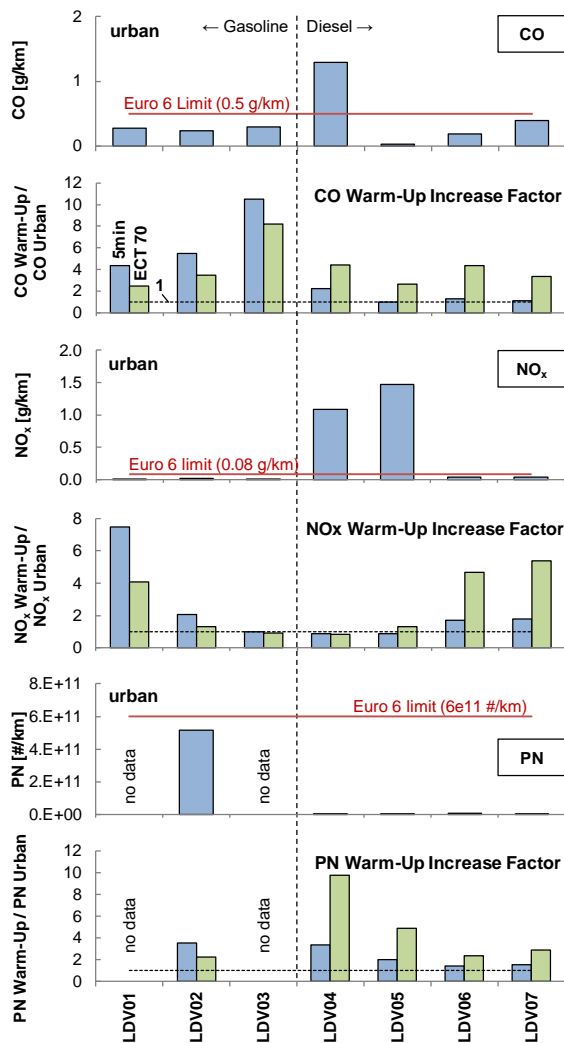 urban
← Gasoline
Diesel →
CO
CO [g/km]
2
1
0
Euro 6 Limit (0.5 g/km)
CO Warm-Up Increase Factor
CO Warm-Up /
CO Urban
12
10
8
6
4
2
0
5min
ECT 70
1
urban
NOₓ
NOₓ [g/km]
2.0
1.5
1.0
0.5
0.0
Euro 6 limit (0.08 g/km)
NOx Warm-Up Increase Factor
NOₓ Warm-Up /
NOₓ Urban
8
6
4
2
0
urban
PN [#/km]
8.E+11
6.E+11
4.E+11
2.E+11
0.E+00
Euro 6 limit (6e11 #/km)
no data
no data
PN
PN Warm-Up Increase Factor
PN Warm-Up / PN Urban
12
10
8
6
4
2
0
no data
no data
LDV01
LDV02
LDV03
LDV04
LDV05
LDV06
LDV07